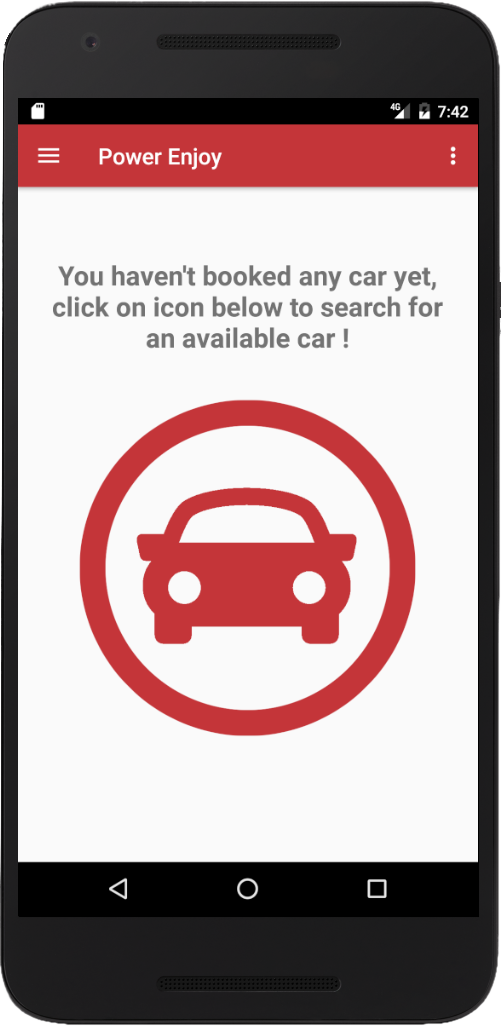 4G 7:42
Power Enjoy
You haven't booked any car yet,
click on icon below to search for
an available car !